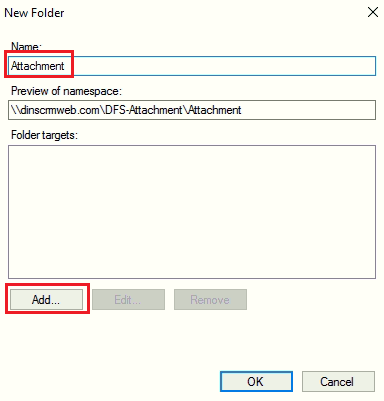 New Folder
Name:
Attachment
Preview of namespace:
\\dinscrmweb.com\DFS-Attachment\Attachment
Folder targets:
Add...
Edit...
Remove
OK
Cancel